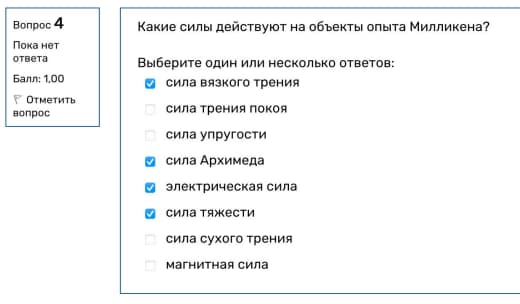 Вопрос 4
Пока нет
ответа
Балл: 1,00
Отметить
вопрос
Какие силы действуют на объекты опыта Милликена?
Выберите один или несколько ответов:
сила вязкого трения
сила трения покоя
сила упругости
сила Архимеда
электрическая сила
сила тяжести
сила сухого трения
магнитная сила